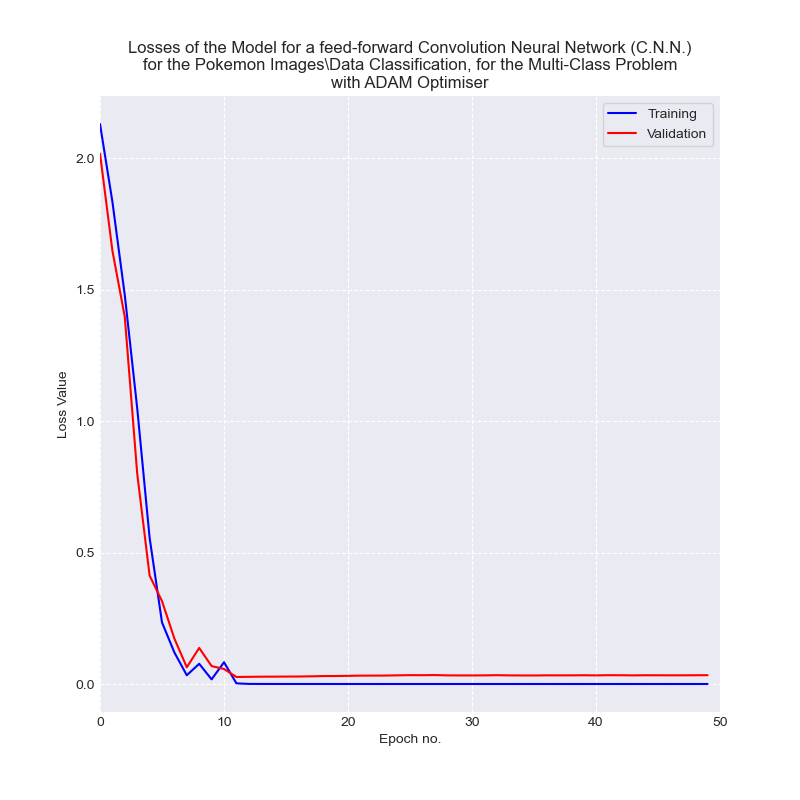 Losses of the Model for a feed-forward Convolution Neural Network (C.N.N.)
for the Pokemon Images\Data Classification, for the Multi-Class Problem
with ADAM Optimiser
Training
Validation
2.0
1.5
1.0
0.5
0.0
Loss Value
0 10 20 30 40 50
Epoch no.